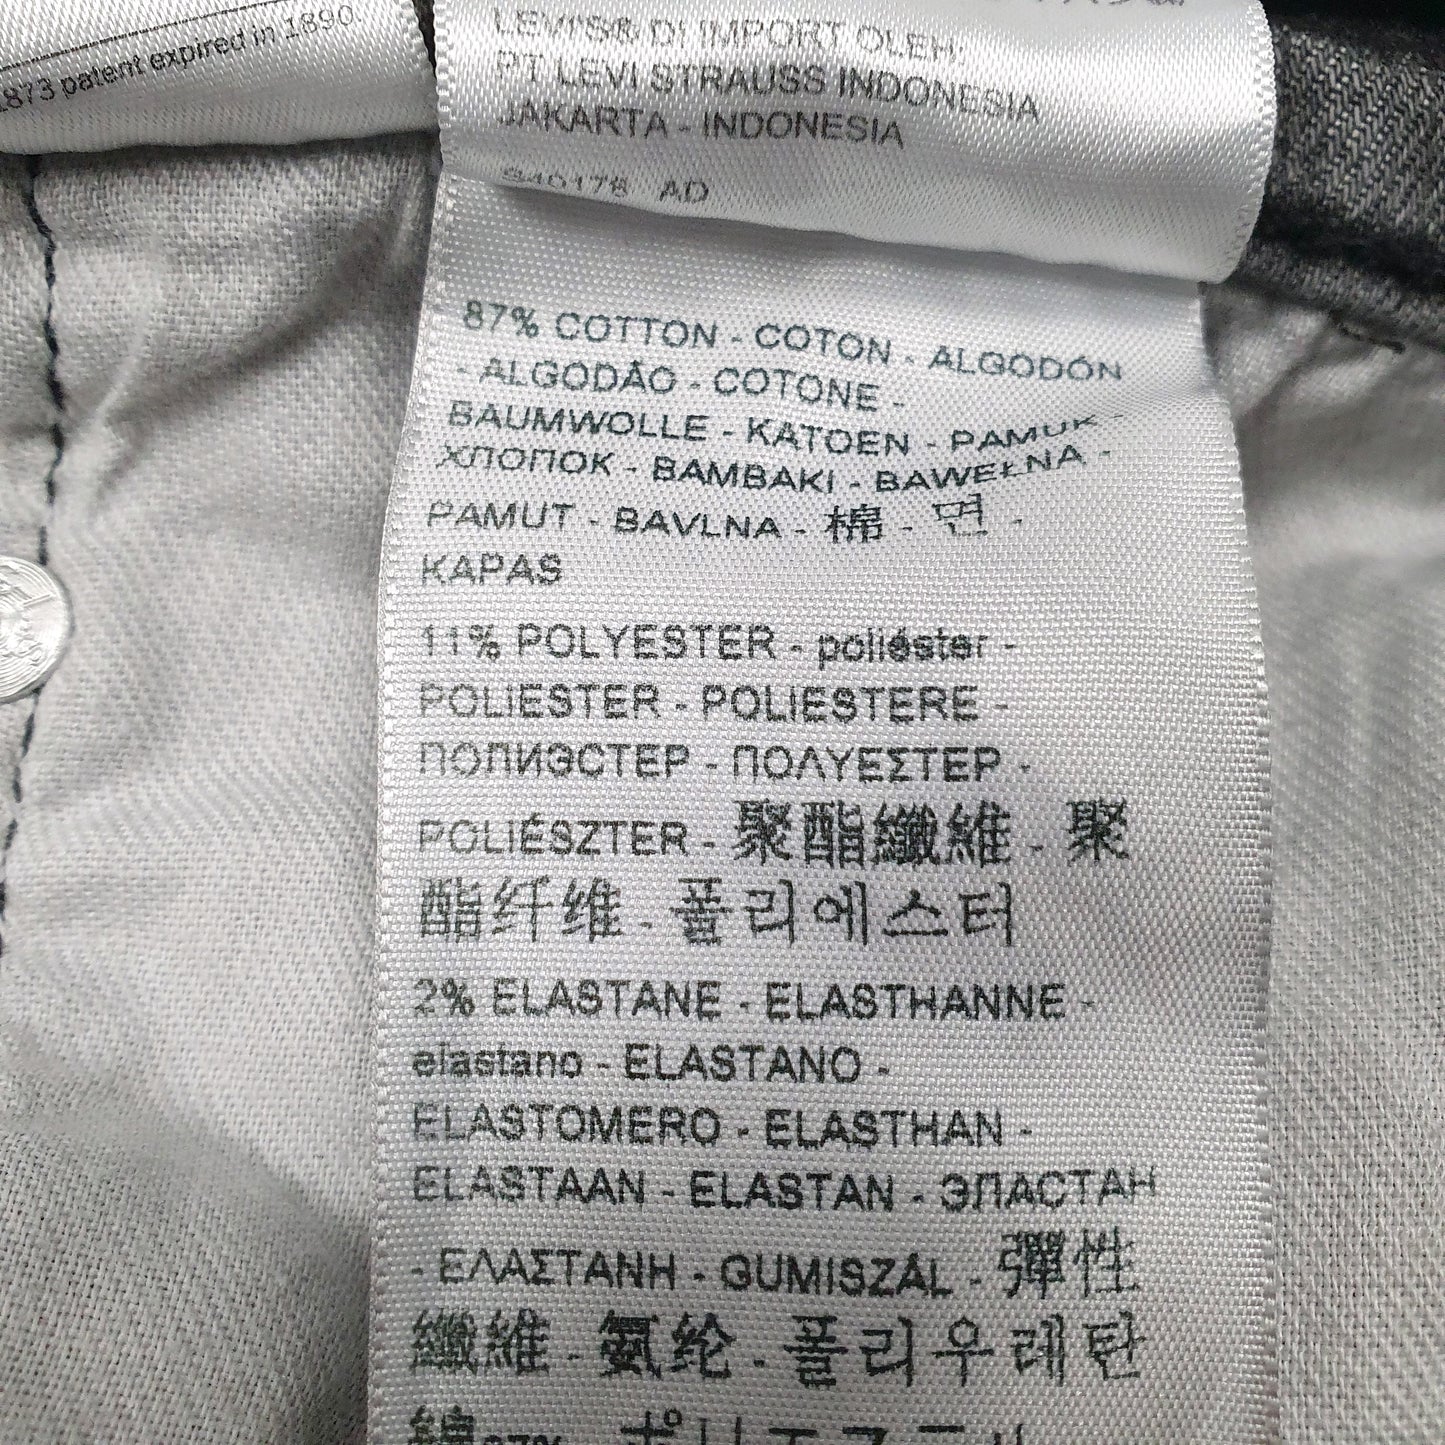 1873 patent expired in 1890.
LEVI'S® DI IMPORT OLEH:
PT LEVI STRAUSS INDONESIA
JAKARTA - INDONESIA
AD
87% COTTON - COTON - ALGODÓN
- ALGODÃO - COTONE -
BAUMWOLLE - KATOEN - PAMUK -
ХЛОПОК - BAMBAKI - BAWEŁNA -
PAMUT - BAVLNA - 棉 - 면 -
KAPAS
11% POLYESTER - poliéster -
POLIESTER - POLIESTERE -
ПОЛИЭСТЕР - ΠΟΛΥΕΣΤΕΡ -
POLIÉSZTER - 聚酯纖維 - 聚
酯纤维 - 폴리에스터
2% ELASTANE - ELASTHANNE -
elastano - ELASTANO -
ELASTOMERO - ELASTHAN -
ELASTAAN - ELASTAN - ЭЛАСТАН
- ΕΛΑΣΤΑΝΗ - GUMISZÁL - 彈性
纖維 - 氨纶 - 폴리우레탄